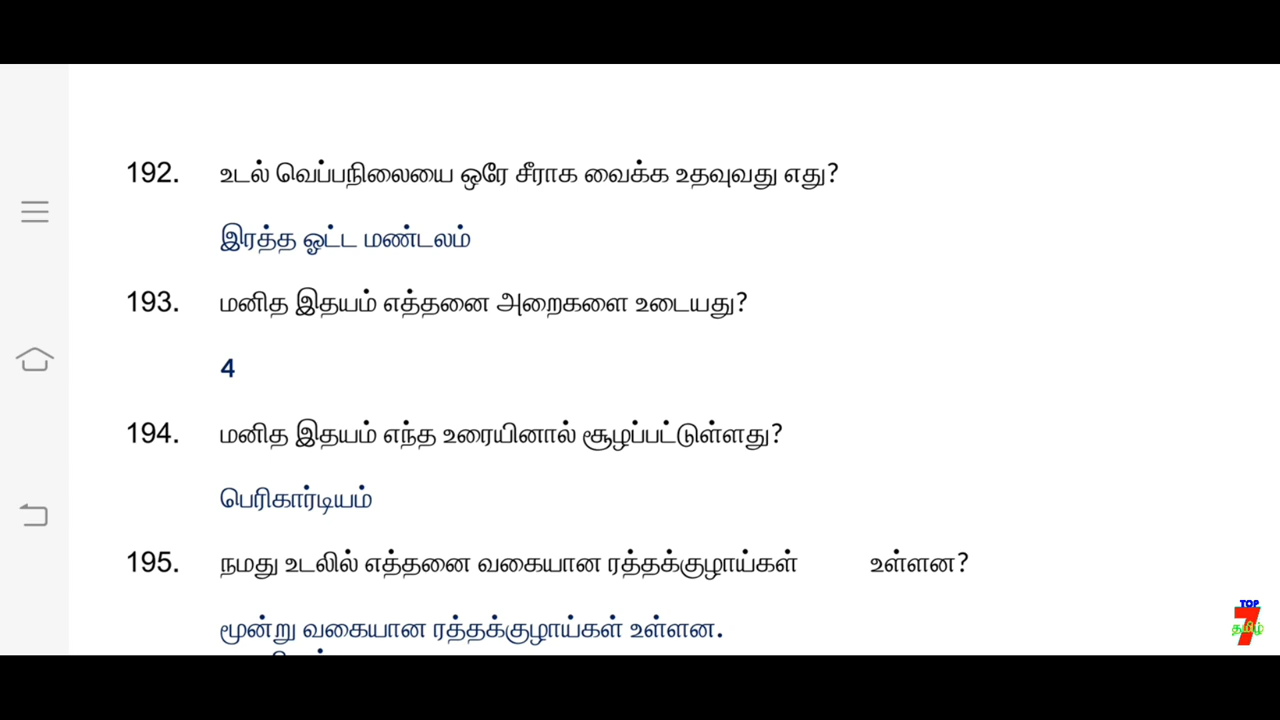 192. உடல் வெப்பநிலையை ஒரே சீராக வைக்க உதவுவது எது?
இரத்த ஓட்ட மண்டலம்
193. மனித இதயம் எத்தனை அறைகளை உடையது?
4
194. மனித இதயம் எந்த உரையினால் சூழப்பட்டுள்ளது?
பெரிகார்டியம்
195. நமது உடலில் எத்தனை வகையான ரத்தக்குழாய்கள் உள்ளன?
மூன்று வகையான ரத்தக்குழாய்கள் உள்ளன.
TOP
7
தமிழ்